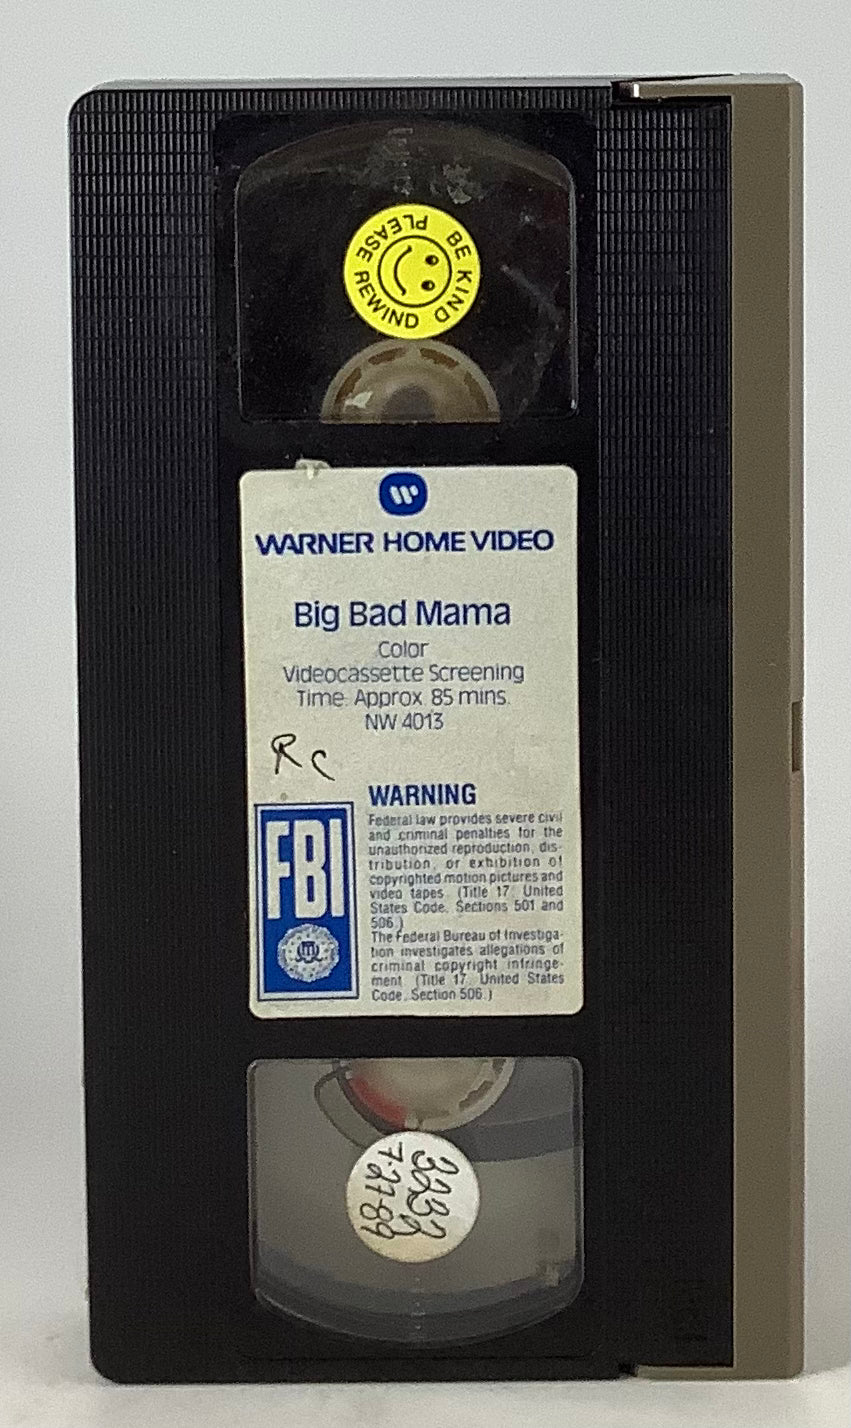 BE KIND
PLEASE
REWIND
W
WARNER HOME VIDEO
Big Bad Mama
Color
Videocassette Screening
Time: Approx. 85 mins.
NW 4013
RC
WARNING
FBI
Federal law provides severe civil
and criminal penalties for the
unauthorized reproduction, dis-
tribution, or exhibition of
copyrighted motion pictures and
video tapes. (Title 17, United
States Code, Sections 501 and
506.)
The Federal Bureau of Investiga-
tion investigates allegations of
criminal copyright infringe-
ment. (Title 17, United States
Code, Section 506.)
3232
7-27-89